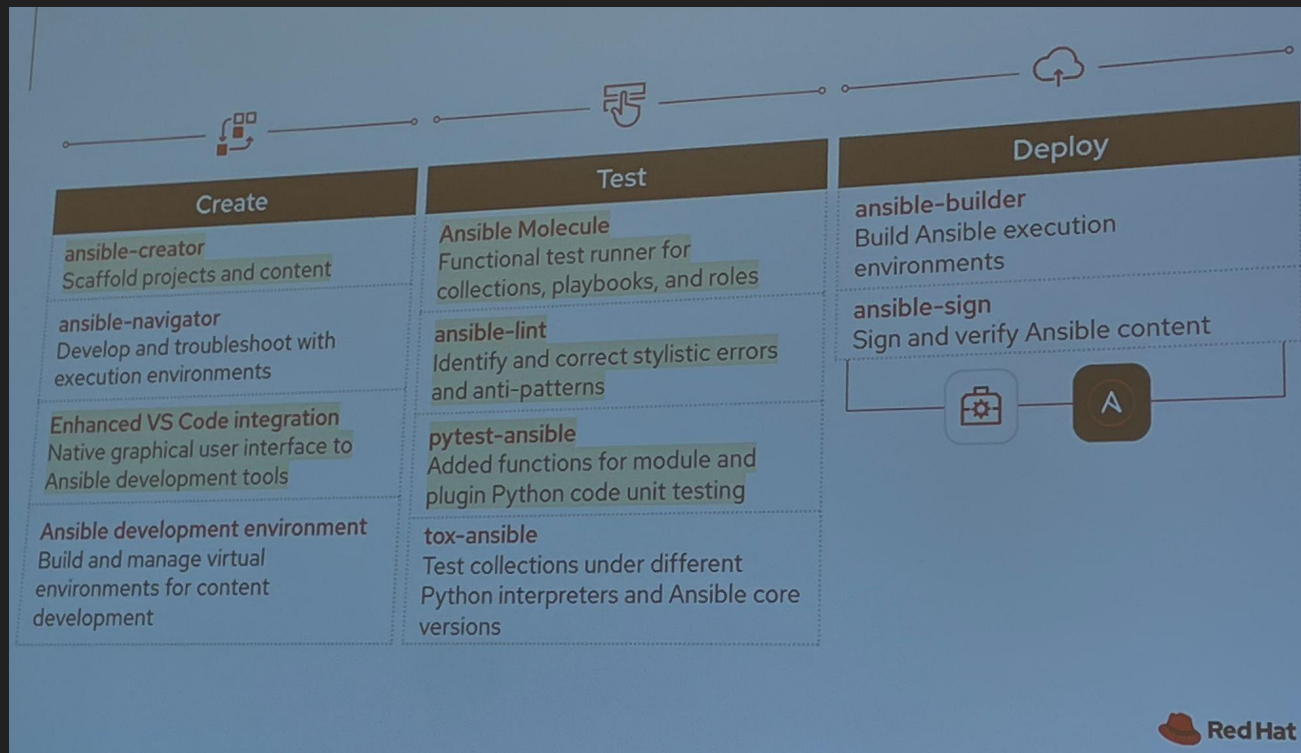 Create
ansible-creator
Scaffold projects and content
ansible-navigator
Develop and troubleshoot with
execution environments
Enhanced VS Code integration
Native graphical user interface to
Ansible development tools
Ansible development environment
Build and manage virtual
environments for content
development
Test
Ansible Molecule
Functional test runner for
collections, playbooks, and roles
ansible-lint
Identify and correct stylistic errors
and anti-patterns
pytest-ansible
Added functions for module and
plugin Python code unit testing
tox-ansible
Test collections under different
Python interpreters and Ansible core
versions
Deploy
ansible-builder
Build Ansible execution
environments
ansible-sign
Sign and verify Ansible content
A
Red Hat